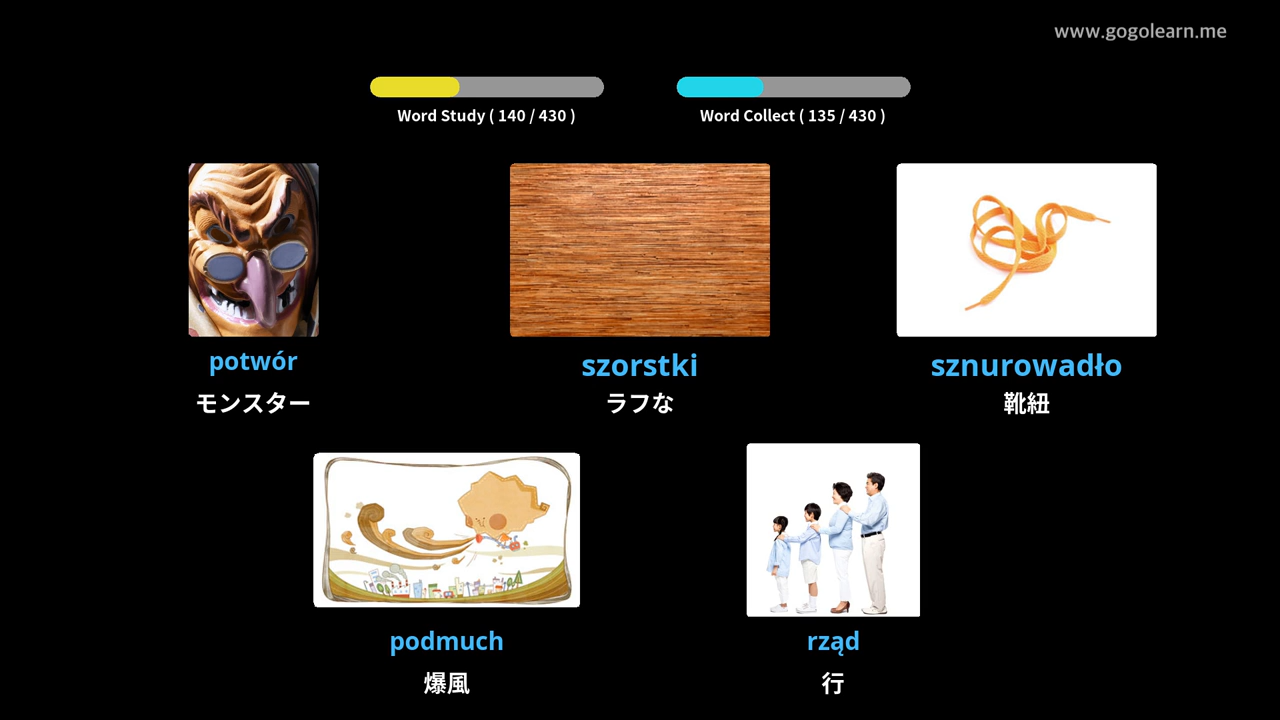 www.gogolearn.me
Word Study ( 140 / 430 )
Word Collect ( 135 / 430 )
potwór
モンスター
szorstki
ラフな
sznurowadło
靴紐
podmuch
爆風
rząd
行